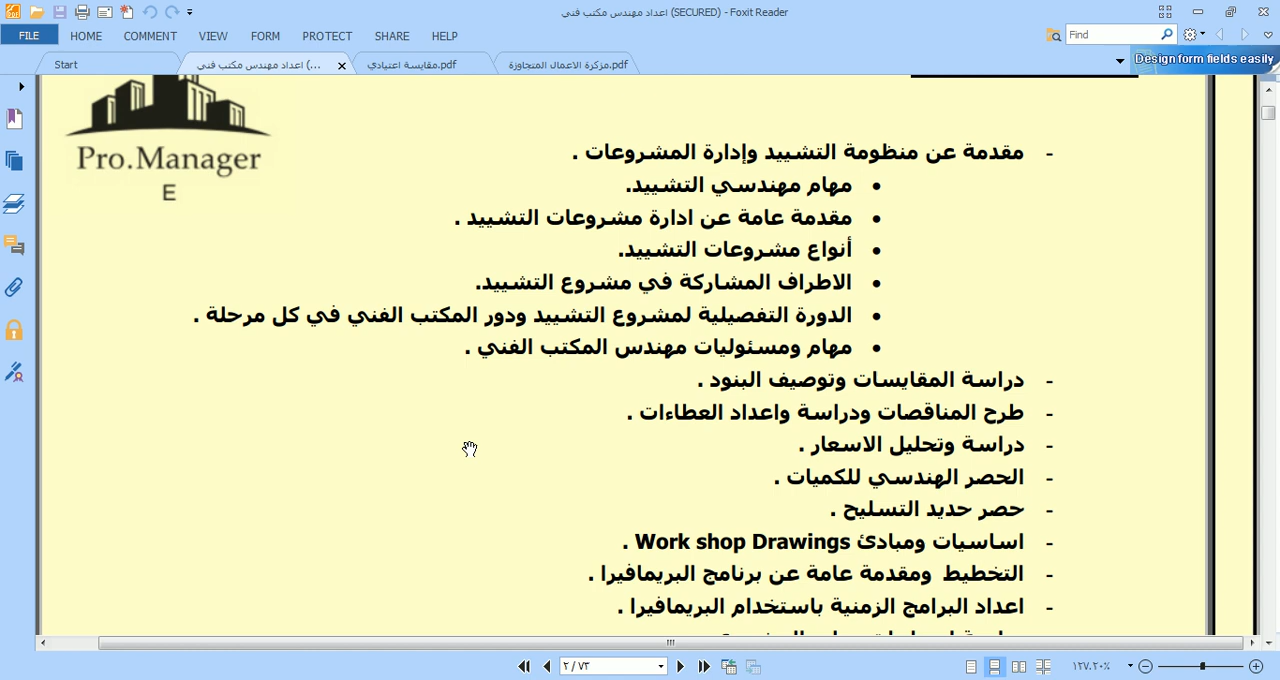 اعداد مهندس مكتب فني (SECURED) - Foxit Reader
FILE HOME COMMENT VIEW FORM PROTECT SHARE HELP
Find
Start
اعداد مهندس مكتب فني (...
مقايسة اعتيادي.pdf
مزكرة الاعمال المتجاوزة.pdf
Design form fields easily
Pro.Manager
E
- مقدمة عن منظومة التشييد وإدارة المشروعات .
• مهام مهندسي التشييد.
• مقدمة عامة عن ادارة مشروعات التشييد .
• أنواع مشروعات التشييد.
• الاطراف المشاركة في مشروع التشييد.
• الدورة التفصيلية لمشروع التشييد ودور المكتب الفني في كل مرحلة .
• مهام ومسئوليات مهندس المكتب الفني .
- دراسة المقايسات وتوصيف البنود .
- طرح المناقصات ودراسة واعداد العطاءات .
- دراسة وتحليل الاسعار .
- الحصر الهندسي للكميات .
- حصر حديد التسليح .
- اساسيات ومبادئ Work shop Drawings .
- التخطيط ومقدمة عامة عن برنامج البريمافيرا .
- اعداد البرامج الزمنية باستخدام البريمافيرا .
٢ / ٧٣
١٢٧.٢٠%